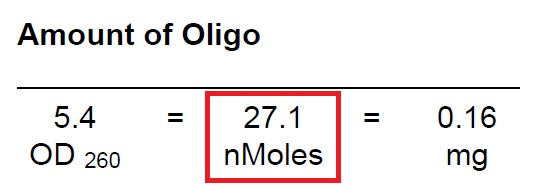 Amount of Oligo
5.4 = 27.1 = 0.16
OD 260 nMoles mg